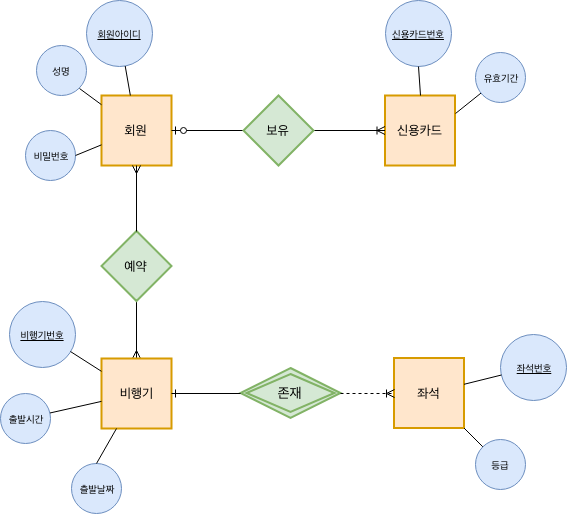 회원아이디
신용카드번호
성명
유효기간
회원
보유
신용카드
비밀번호
예약
비행기번호
좌석번호
비행기
존재
좌석
출발시간
등급
출발날짜